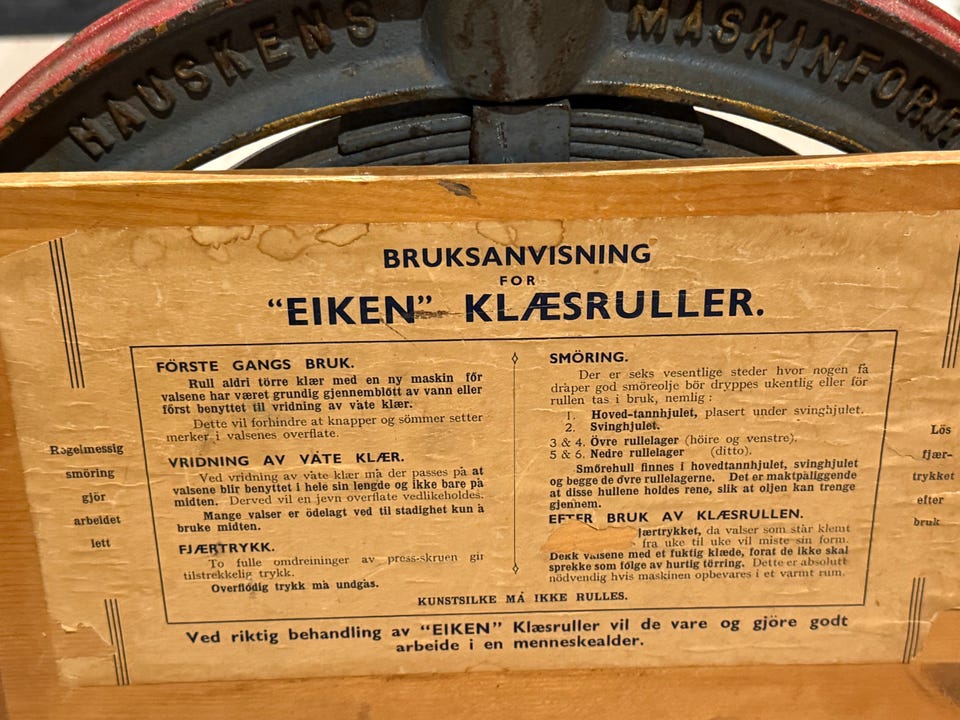 HAUSKENS MASKINFORR
BRUKSANVISNING
FOR
“EIKEN” KLÆSRULLER.
FÖRSTE GANGS BRUK.
Rull aldri törre klær med en ny maskin för
valsene har været grundig gjennemblött av vann eller
först benyttet til vridning av våte klær.
Dette vil forhindre at knapper og sömmer setter
merker i valsenes overflate.
VRIDNING AV VÅTE KLÆR.
Ved vridning av våte klær må der passes på at
valsene blir benyttet i hele sin lengde og ikke bare på
midten. Derved vil en jevn overflate vedlikeholdes.
Mange valser er ödelagt ved til stadighet kun å
bruke midten.
FJÆRTRYKK.
To fulle omdreininger av press-skruen gir
tilstrekkelig trykk.
Overflödig trykk må undgås.
SMÖRING.
Der er seks vesentlige steder hvor nogen få
dråper god smöreolje bör dryppes ukentlig eller för
rullen tas i bruk, nemlig :
1. Hoved-tannhjulet, plasert under svinghjulet.
2. Svinghjulet.
3 & 4. Övre rullelager (höire og venstre).
5 & 6. Nedre rullelager (ditto).
Smörehull finnes i hovedtannhjulet, svinghjulet
og begge de övre rullelagerne. Det er maktpåliggende
at disse hullene holdes rene, slik at oljen kan trenge
gjennem.
EFTER BRUK AV KLÆSRULLEN.
jærtrykket, da valser som står klemt
fra uke til uke vil miste sin form.
Dekk valsene med et fuktig klæde, forat de ikke skal
sprekke som følge av hurtig törring. Dette er absolutt
nödvendig hvis maskinen opbevares i et varmt rum.
KUNSTSILKE MÅ IKKE RULLES.
Ved riktig behandling av “EIKEN” Klæsruller vil de vare og gjöre godt
arbeide i en menneskealder.
Regelmessig
smöring
gjör
arbeidet
lett
Lös
fjær-
trykket
efter
bruk